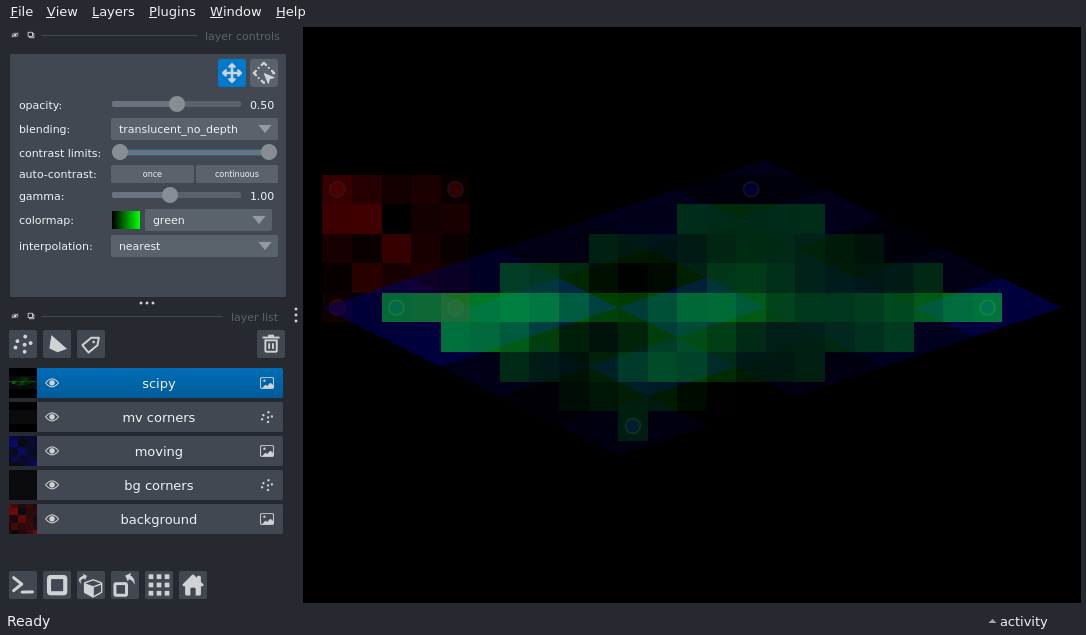 File View Layers Plugins Window Help
layer controls
opacity: 0.50
blending: translucent_no_depth
contrast limits:
auto-contrast: once continuous
gamma: 1.00
colormap: green
interpolation: nearest
layer list
scipy
mv corners
moving
bg corners
background
Ready activity